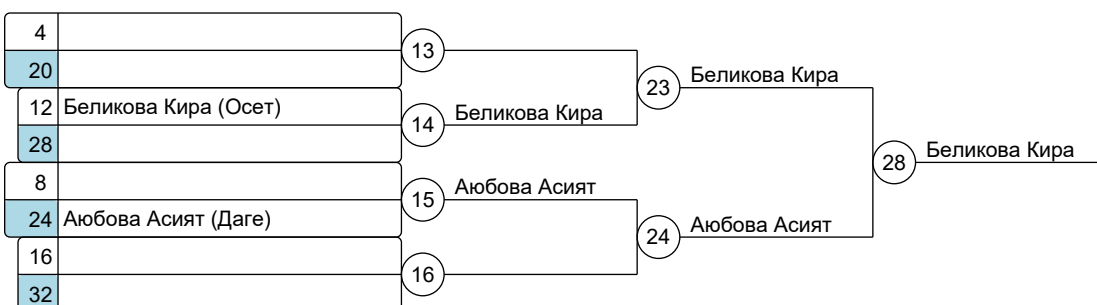 4
13
20
Беликова Кира
23
12 Беликова Кира (Осет)
Беликова Кира
14
28
Беликова Кира
28
8
Аюбова Асият
15
24 Аюбова Асият (Даге)
Аюбова Асият
24
16
16
32